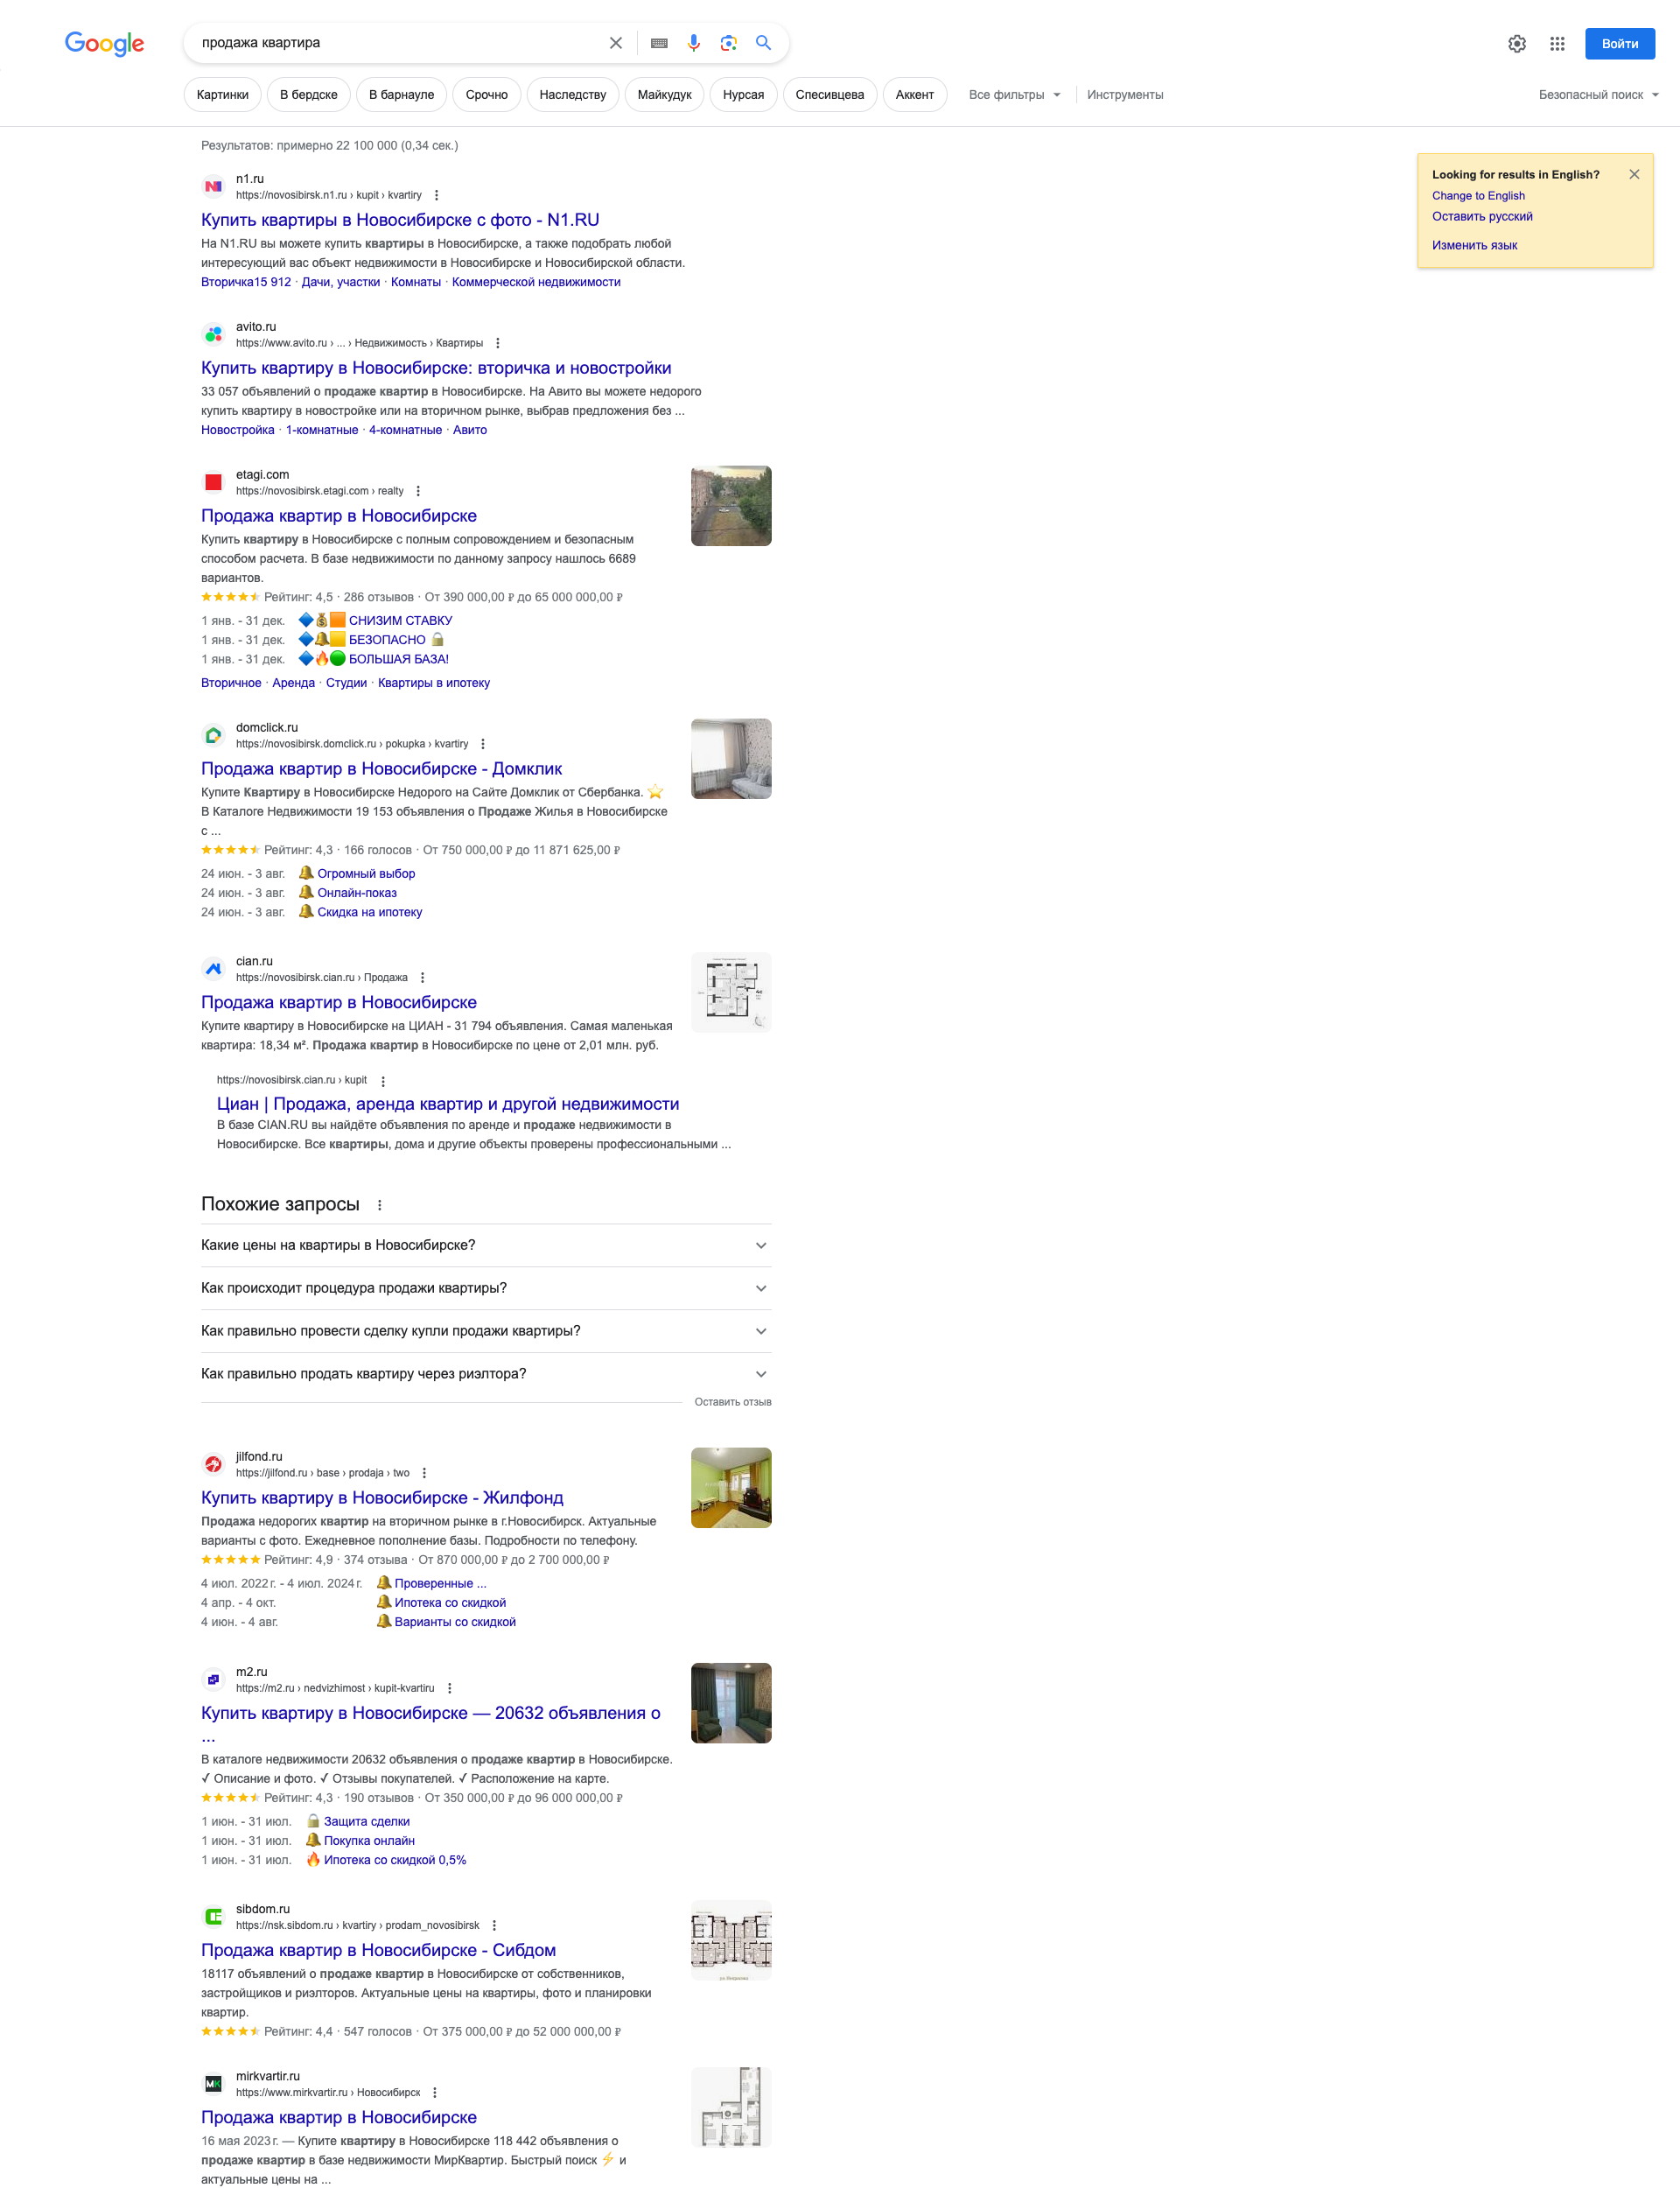 Google
продажа квартира
Войти
Картинки
В бердске
В барнауле
Срочно
Наследству
Майкудук
Нурсая
Спесивцева
Аккент
Все фильтры
Инструменты
Безопасный поиск
Результатов: примерно 22 100 000 (0,34 сек.)
Looking for results in English?
Change to English
Оставить русский
Изменить язык
n1.ru
https://novosibirsk.n1.ru › kupit › kvartiry
Купить квартиры в Новосибирске с фото - N1.RU
На N1.RU вы можете купить квартиры в Новосибирске, а также подобрать любой
интересующий вас объект недвижимости в Новосибирске и Новосибирской области.
Вторичка15 912 · Дачи, участки · Комнаты · Коммерческой недвижимости
avito.ru
https://www.avito.ru › ... › Недвижимость › Квартиры
Купить квартиру в Новосибирске: вторичка и новостройки
33 057 объявлений о продаже квартир в Новосибирске. На Авито вы можете недорого
купить квартиру в новостройке или на вторичном рынке, выбрав предложения без ...
Новостройка · 1-комнатные · 4-комнатные · Авито
etagi.com
https://novosibirsk.etagi.com › realty
Продажа квартир в Новосибирске
Купить квартиру в Новосибирске с полным сопровождением и безопасным
способом расчета. В базе недвижимости по данному запросу нашлось 6689
вариантов.
Рейтинг: 4,5 · 286 отзывов · От 390 000,00 ₽ до 65 000 000,00 ₽
1 янв. - 31 дек. 🔷💰🟧 СНИЗИМ СТАВКУ
1 янв. - 31 дек. 🔷🔔🟨 БЕЗОПАСНО 🔒
1 янв. - 31 дек. 🔷🔥🟢 БОЛЬШАЯ БАЗА!
Вторичное · Аренда · Студии · Квартиры в ипотеку
domclick.ru
https://novosibirsk.domclick.ru › pokupka › kvartiry
Продажа квартир в Новосибирске - Домклик
Купите Квартиру в Новосибирске Недорого на Сайте Домклик от Сбербанка. ⭐
В Каталоге Недвижимости 19 153 объявления о Продаже Жилья в Новосибирске
с ...
Рейтинг: 4,3 · 166 голосов · От 750 000,00 ₽ до 11 871 625,00 ₽
24 июн. - 3 авг. 🔔 Огромный выбор
24 июн. - 3 авг. 🔔 Онлайн-показ
24 июн. - 3 авг. 🔔 Скидка на ипотеку
cian.ru
https://novosibirsk.cian.ru › Продажа
Продажа квартир в Новосибирске
Купите квартиру в Новосибирске на ЦИАН - 31 794 объявления. Самая маленькая
квартира: 18,34 м². Продажа квартир в Новосибирске по цене от 2,01 млн. руб.
https://novosibirsk.cian.ru › kupit
Циан | Продажа, аренда квартир и другой недвижимости
В базе CIAN.RU вы найдёте объявления по аренде и продаже недвижимости в
Новосибирске. Все квартиры, дома и другие объекты проверены профессиональными ...
Похожие запросы
Какие цены на квартиры в Новосибирске?
Как происходит процедура продажи квартиры?
Как правильно провести сделку купли продажи квартиры?
Как правильно продать квартиру через риэлтора?
Оставить отзыв
jilfond.ru
https://jilfond.ru › base › prodaja › two
Купить квартиру в Новосибирске - Жилфонд
Продажа недорогих квартир на вторичном рынке в г.Новосибирск. Актуальные
варианты с фото. Ежедневное пополнение базы. Подробности по телефону.
Рейтинг: 4,9 · 374 отзыва · От 870 000,00 ₽ до 2 700 000,00 ₽
4 июл. 2022 г. - 4 июл. 2024 г. 🔔 Проверенные ...
4 апр. - 4 окт. 🔔 Ипотека со скидкой
4 июн. - 4 авг. 🔔 Варианты со скидкой
m2.ru
https://m2.ru › nedvizhimost › kupit-kvartiru
Купить квартиру в Новосибирске — 20632 объявления о
...
В каталоге недвижимости 20632 объявления о продаже квартир в Новосибирске.
✓ Описание и фото. ✓ Отзывы покупателей. ✓ Расположение на карте.
Рейтинг: 4,3 · 190 отзывов · От 350 000,00 ₽ до 96 000 000,00 ₽
1 июн. - 31 июл. 🔒 Защита сделки
1 июн. - 31 июл. 🔔 Покупка онлайн
1 июн. - 31 июл. 🔥 Ипотека со скидкой 0,5%
sibdom.ru
https://nsk.sibdom.ru › kvartiry › prodam_novosibirsk
Продажа квартир в Новосибирске - Сибдом
18117 объявлений о продаже квартир в Новосибирске от собственников,
застройщиков и риэлторов. Актуальные цены на квартиры, фото и планировки
квартир.
Рейтинг: 4,4 · 547 голосов · От 375 000,00 ₽ до 52 000 000,00 ₽
mirkvartir.ru
https://www.mirkvartir.ru › Новосибирск
Продажа квартир в Новосибирске
16 мая 2023 г. — Купите квартиру в Новосибирске 118 442 объявления о
продаже квартир в базе недвижимости МирКвартир. Быстрый поиск ⚡ и
актуальные цены на ...